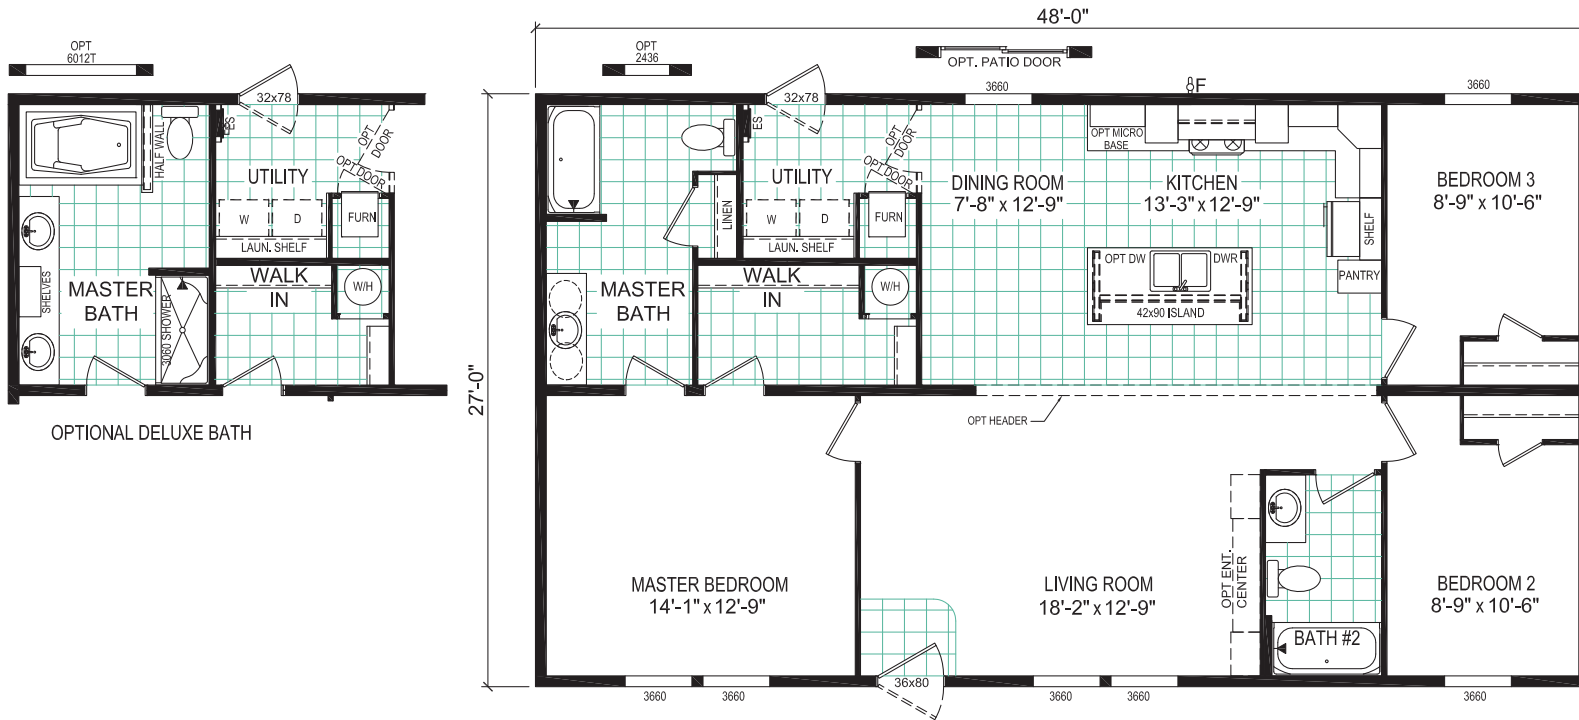 OPT
6012T
32x78
ES
HALF WALL
OPT
DOOR
OPT.DOOR
UTILITY
W
D
FURN
LAUN. SHELF
WALK
IN
W/H
SHELVES
MASTER
BATH
3060 SHOWER
OPTIONAL DELUXE BATH
48'-0"
27'-0"
OPT
2436
OPT. PATIO DOOR
32x78
3660
F
3660
ES
OPT
DOOR
OPT.DOOR
OPT MICRO
BASE
UTILITY
DINING ROOM
7'-8" x 12'-9"
KITCHEN
13'-3" x 12'-9"
BEDROOM 3
8'-9" x 10'-6"
LINEN
W
D
FURN
SHELF
LAUN. SHELF
OPT DW
DWR
PANTRY
WALK
IN
W/H
MASTER
BATH
42x90 ISLAND
OPT HEADER
OPT ENT.
CENTER
MASTER BEDROOM
14'-1" x 12'-9"
LIVING ROOM
18'-2" x 12'-9"
BEDROOM 2
8'-9" x 10'-6"
BATH #2
36x80
3660
3660
3660
3660
3660